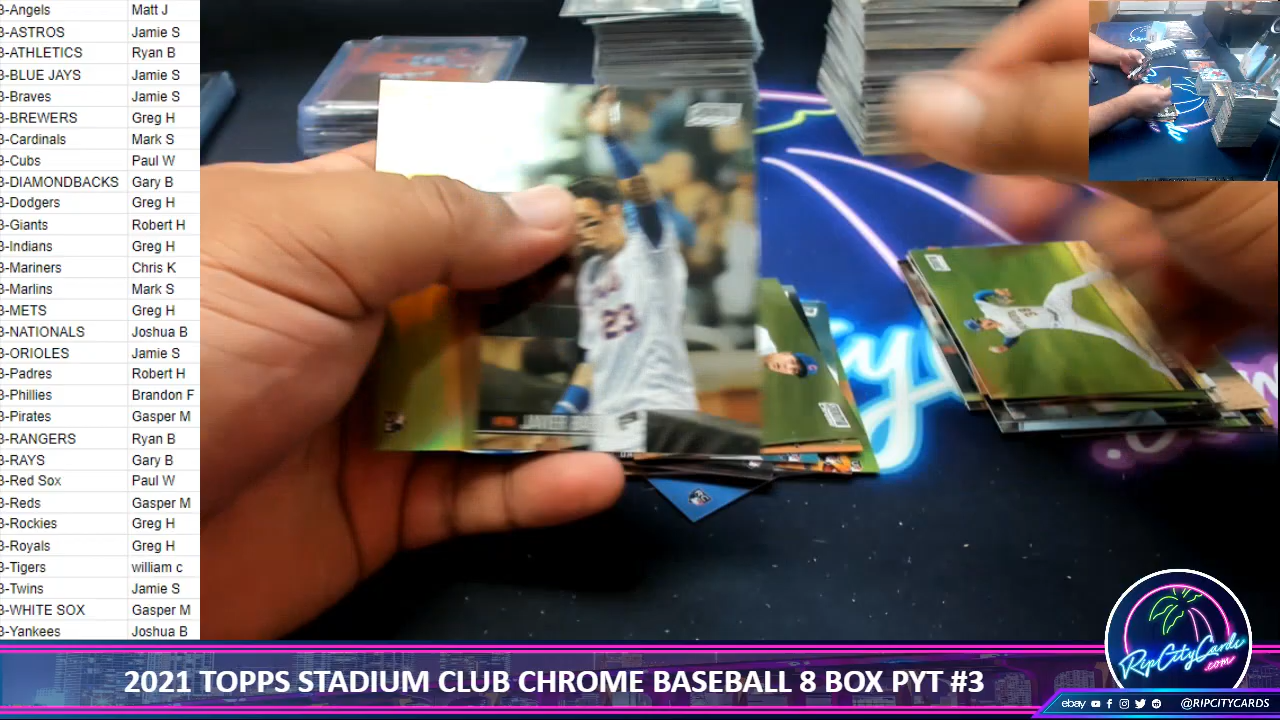 3-Angels Matt J
3-ASTROS Jamie S
3-ATHLETICS Ryan B
3-BLUE JAYS Jamie S
3-Braves Jamie S
3-BREWERS Greg H
3-Cardinals Mark S
3-Cubs Paul W
3-DIAMONDBACKS Gary B
3-Dodgers Greg H
3-Giants Robert H
3-Indians Greg H
3-Mariners Chris K
3-Marlins Mark S
3-METS Greg H
3-NATIONALS Joshua B
3-ORIOLES Jamie S
3-Padres Robert H
3-Phillies Brandon F
3-Pirates Gasper M
3-RANGERS Ryan B
3-RAYS Gary B
3-Red Sox Paul W
3-Reds Gasper M
3-Rockies Greg H
3-Royals Greg H
3-Tigers william c
3-Twins Jamie S
3-WHITE SOX Gasper M
3-Yankees Joshua B
23
JAVIER
2021 TOPPS STADIUM CLUB CHROME BASEBALL 8 BOX PYT #3
RipCityCards
.com
ebay @RIPCITYCARDS